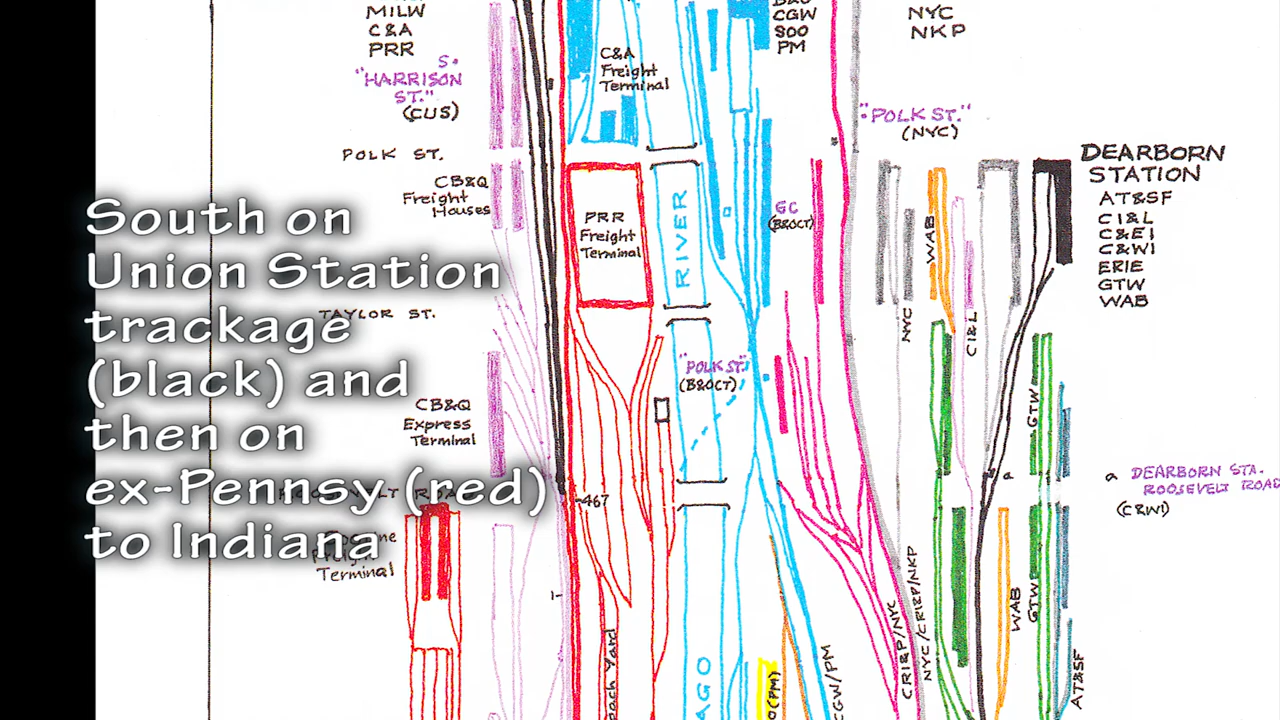 MILW
C&A
PRR
S.
"HARRISON
ST."
(CUS)
C&A
Freight
Terminal
CGW
SOO
PM
NYC
NKP
"POLK ST."
(NYC)
POLK ST.
DEARBORN
STATION
AT&SF
CI&L
C&EI
C&WI
ERIE
GTW
WAB
CB&Q
Freight
Houses
PRR
Freight
Terminal
RIVER
GC
(B&OCT)
WAB
NYC
CI&L
South on
Union Station
trackage
(black) and
then on
ex-Pennsy (red)
to Indiana
TAYLOR ST.
"POLK ST."
(B&OCT)
CB&Q
Express
Terminal
GTW
DEARBORN STA.
ROOSEVELT ROAD
(C&WI)
467
Terminal
CRI&P/NYC
NYC/CRI&P/NKP
WAB
GTW
AT&SF
CGW/PM
Yard
AGO
(PM)